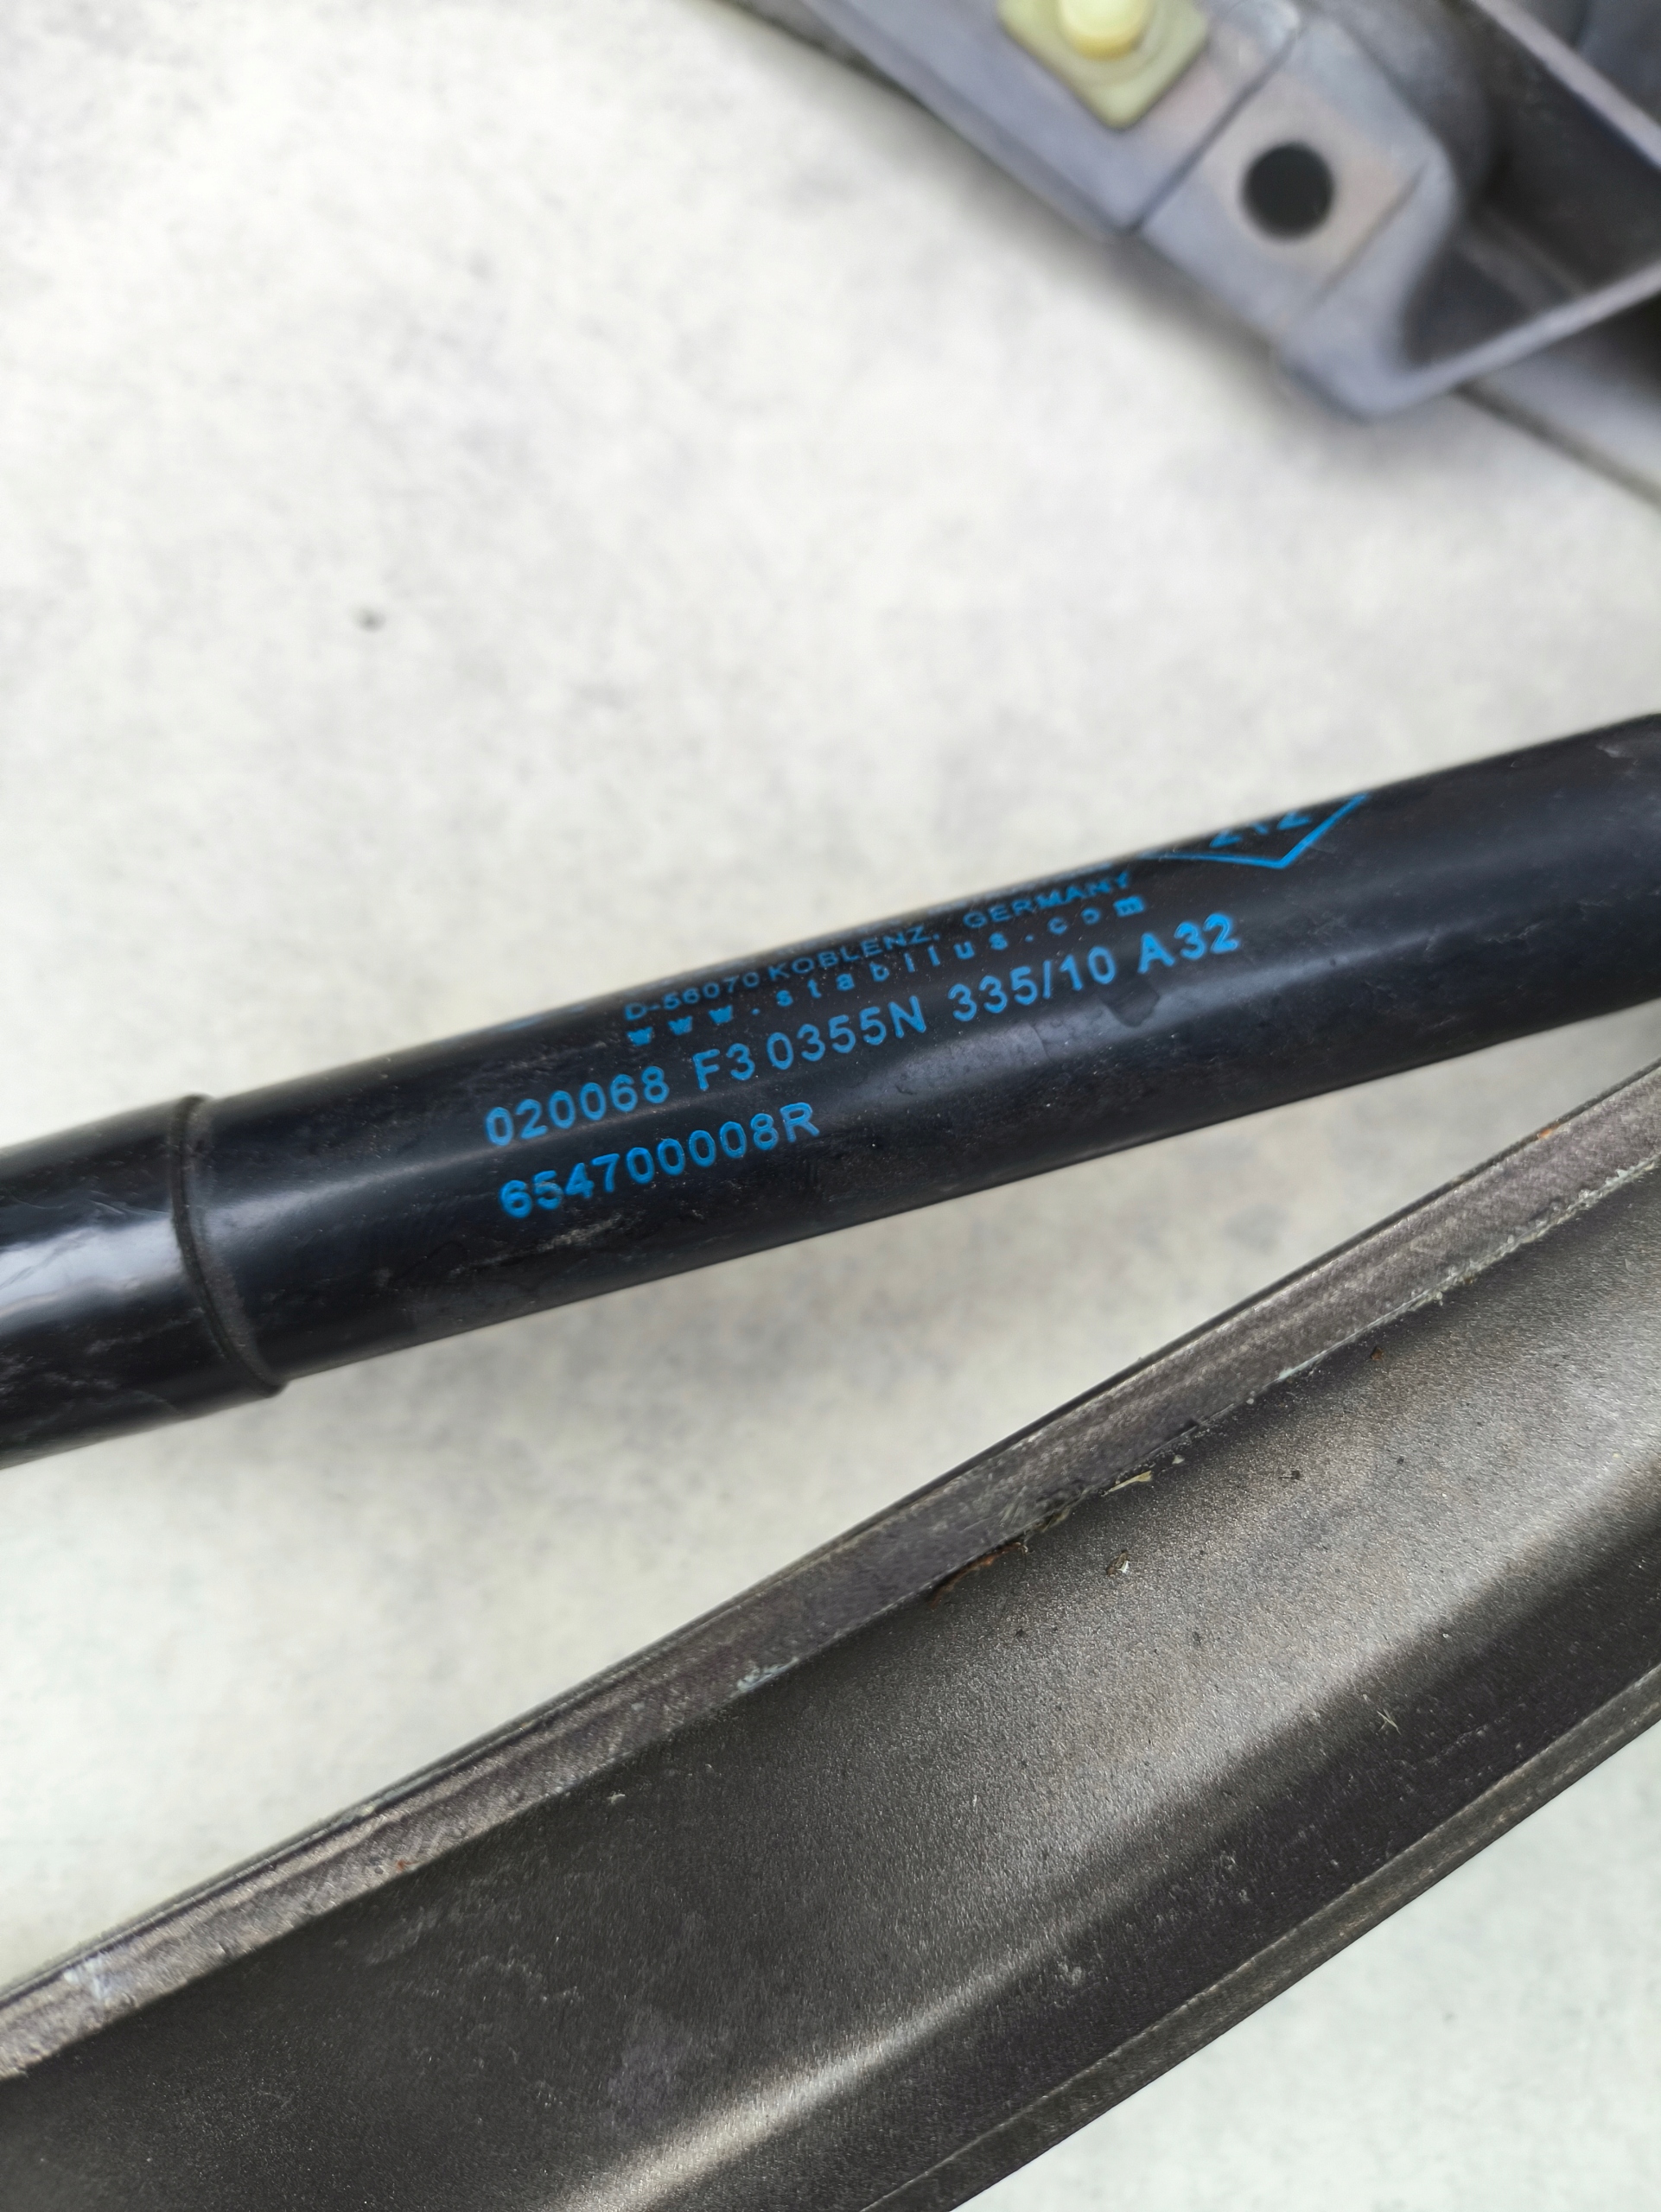 D-56070 KOBLENZ, GERMANY
www.stabilus.com
020068 F3 0355N 335/10 A32
654700008R